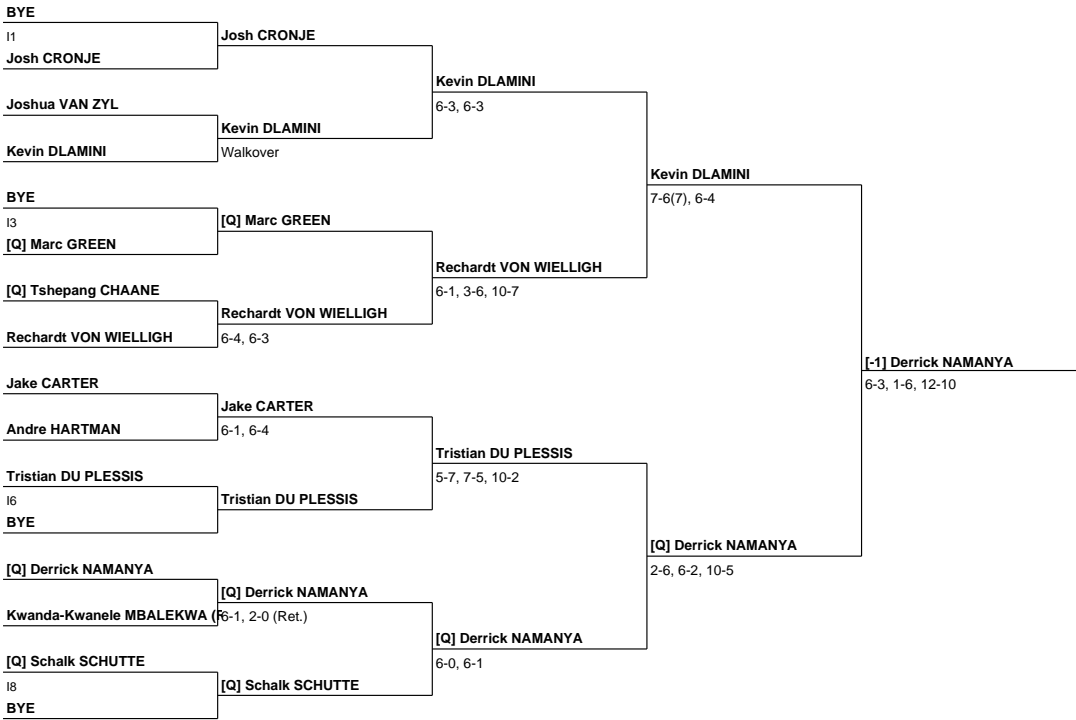 BYE
I1
Josh CRONJE
Joshua VAN ZYL
Kevin DLAMINI
BYE
I3
[Q] Marc GREEN
[Q] Tshepang CHAANE
Rechardt VON WIELLIGH
Jake CARTER
Andre HARTMAN
Tristian DU PLESSIS
I6
BYE
[Q] Derrick NAMANYA
Kwanda-Kwanele MBALEKWA (
[Q] Schalk SCHUTTE
I8
BYE
Josh CRONJE
Kevin DLAMINI
Walkover
[Q] Marc GREEN
Rechardt VON WIELLIGH
6-4, 6-3
Jake CARTER
6-1, 6-4
Tristian DU PLESSIS
[Q] Derrick NAMANYA
6-1, 2-0 (Ret.)
[Q] Schalk SCHUTTE
Kevin DLAMINI
6-3, 6-3
Rechardt VON WIELLIGH
6-1, 3-6, 10-7
Tristian DU PLESSIS
5-7, 7-5, 10-2
[Q] Derrick NAMANYA
6-0, 6-1
Kevin DLAMINI
7-6(7), 6-4
[Q] Derrick NAMANYA
2-6, 6-2, 10-5
[-1] Derrick NAMANYA
6-3, 1-6, 12-10